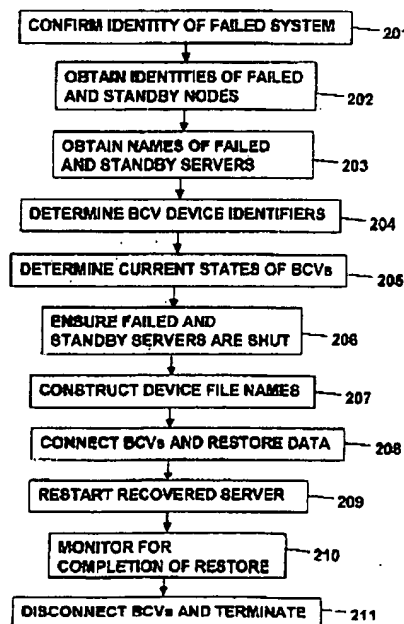 CONFIRM IDENTITY OF FAILED SYSTEM
201
OBTAIN IDENTITIES OF FAILED
AND STANDBY NODES
202
OBTAIN NAMES OF FAILED
AND STANDBY SERVERS
203
DETERMINE BCV DEVICE IDENTIFIERS
204
DETERMINE CURRENT STATES OF BCVs
205
ENSURE FAILED AND
STANDBY SERVERS ARE SHUT
206
CONSTRUCT DEVICE FILE NAMES
207
CONNECT BCVs AND RESTORE DATA
208
RESTART RECOVERED SERVER
209
MONITOR FOR
COMPLETION OF RESTORE
210
DISCONNECT BCVs AND TERMINATE
211